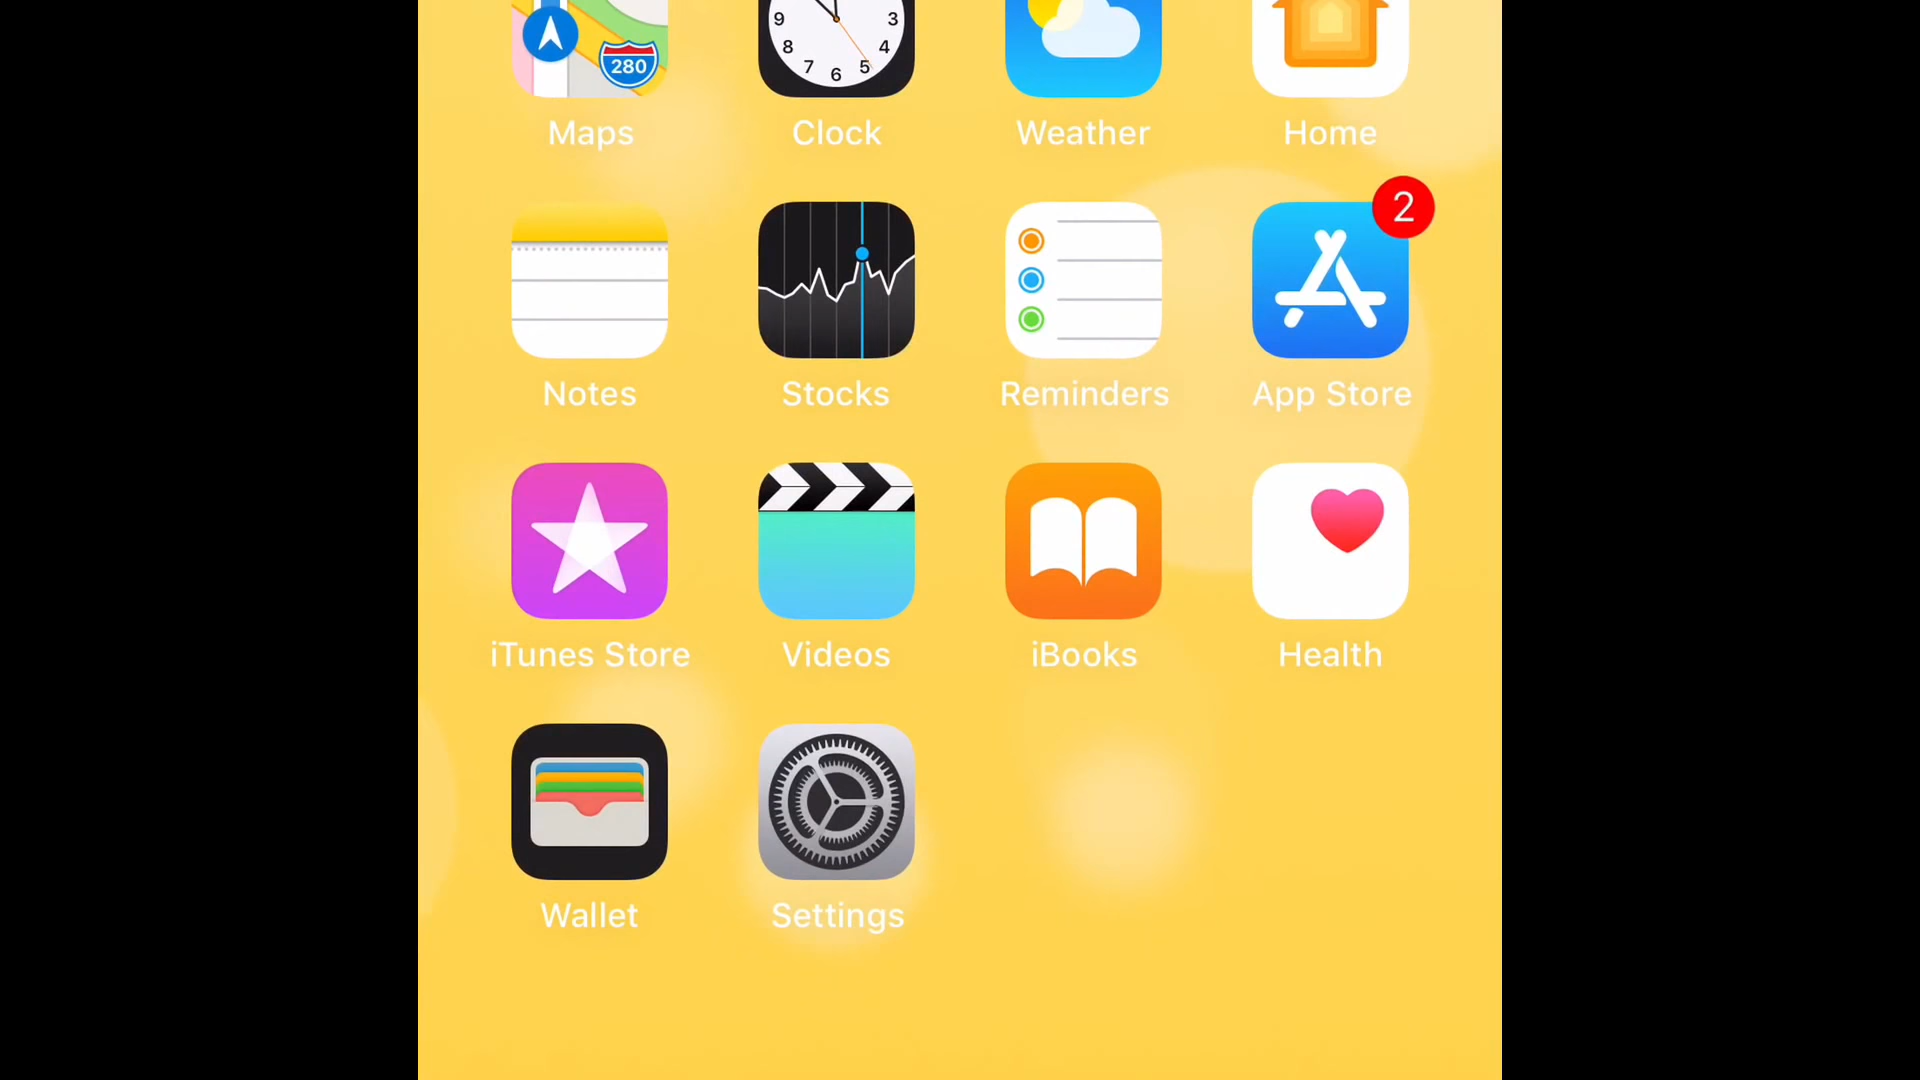 280
9 3
8 4
7 5
6
Maps Clock Weather Home
2
Notes Stocks Reminders App Store
iTunes Store Videos iBooks Health
Wallet Settings